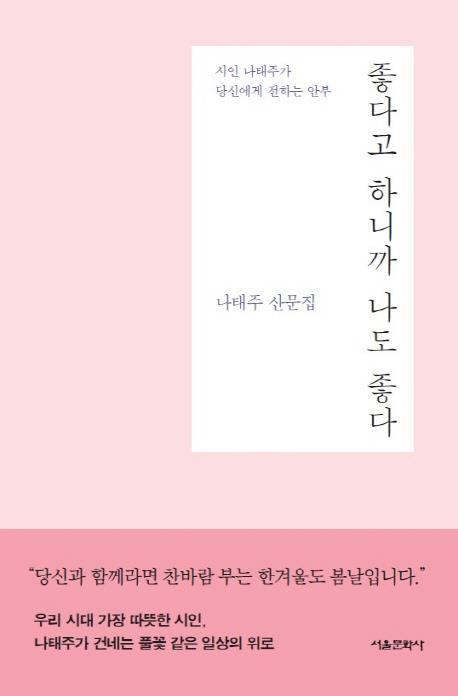 시인 나태주가
당신에게 전하는 안부
좋다고 하니까 나도 좋다
나태주 산문집
“당신과 함께라면 찬바람 부는 한겨울도 봄날입니다.”
우리 시대 가장 따뜻한 시인,
나태주가 건네는 풀꽃 같은 일상의 위로
서울문화사